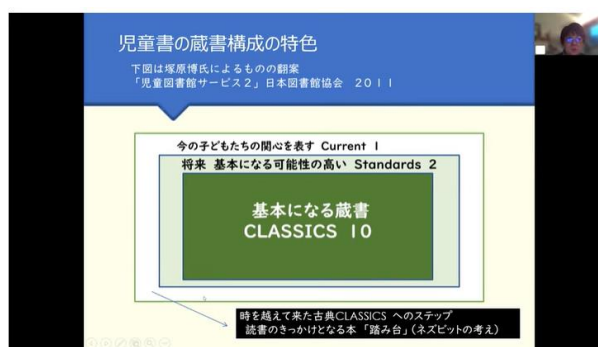 児童書の蔵書構成の特色
下図は塚原博氏によるものの翻案
「児童図書館サービス2」日本図書館協会 2011
今の子どもたちの関心を表す Current 1
将来 基本になる可能性の高い Standards 2
基本になる蔵書
CLASSICS 10
時を越えて来た古典CLASSICS へのステップ
読書のきっかけとなる本 「踏み台」(ネズビットの考え)